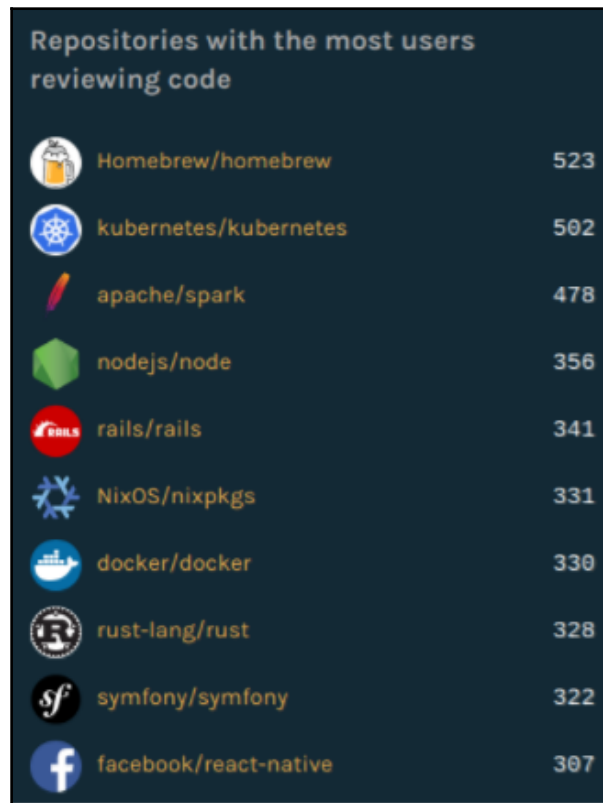 Repositories with the most users
reviewing code
Homebrew/homebrew 523
kubernetes/kubernetes 502
apache/spark 478
nodejs/node 356
RAILS rails/rails 341
NixOS/nixpkgs 331
docker/docker 330
R rust-lang/rust 328
sf symfony/symfony 322
f facebook/react-native 307